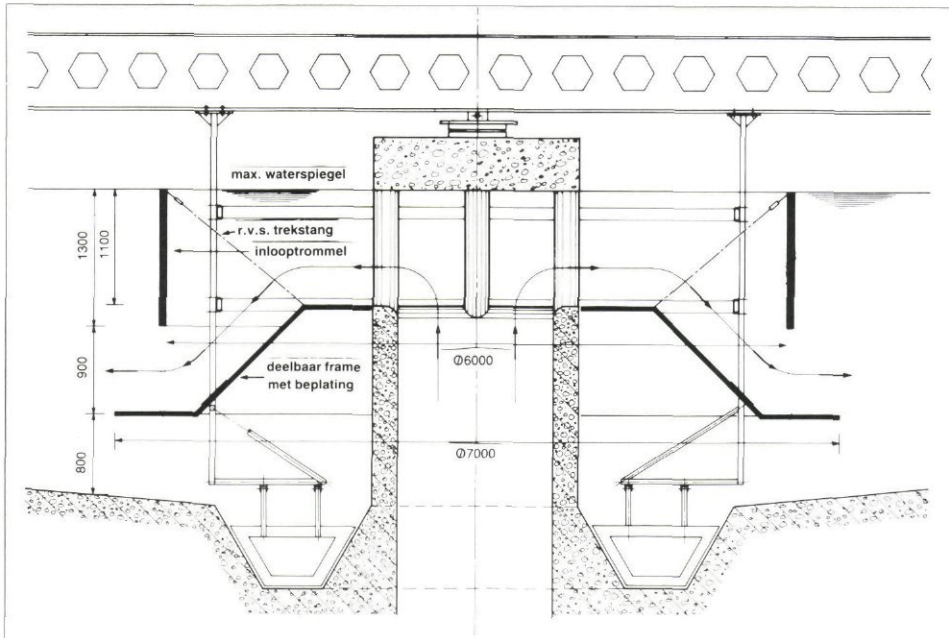 max. waterspiegel
r.v.s. trekstang
inlooptrommel
1300
1100
900
Ø6000
deelbaar frame
met beplating
Ø7000
800